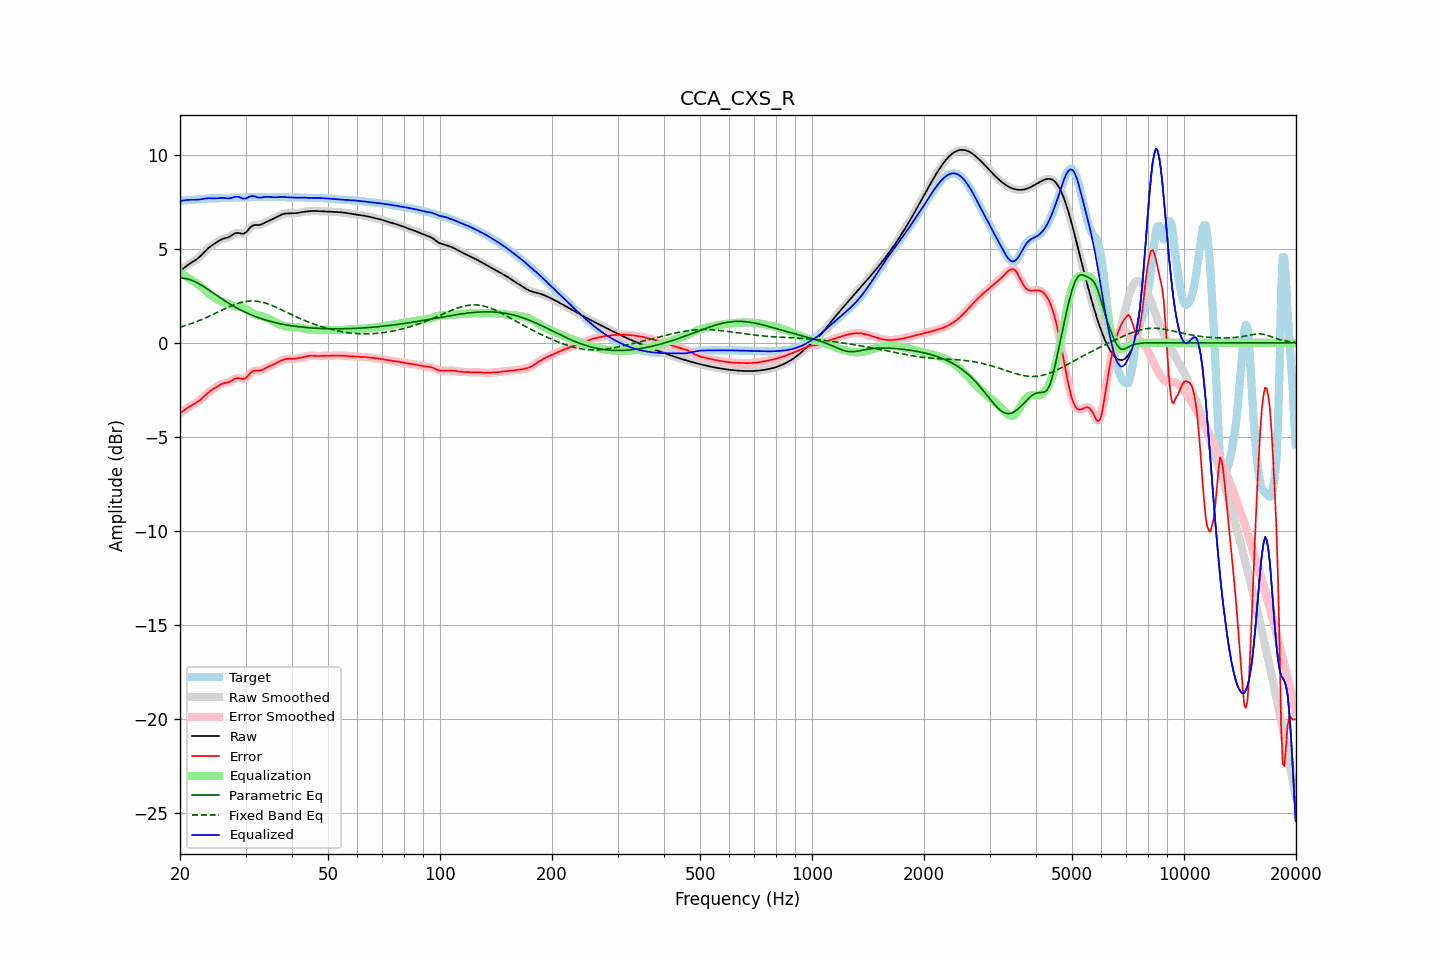 CCA_CXS_R
Amplitude (dBr)
10
5
0
−5
−10
−15
−20
−25
Target
Raw Smoothed
Error Smoothed
Raw
Error
Equalization
Parametric Eq
Fixed Band Eq
Equalized
20 50 100 200 500 1000 2000 5000 10000 20000
Frequency (Hz)